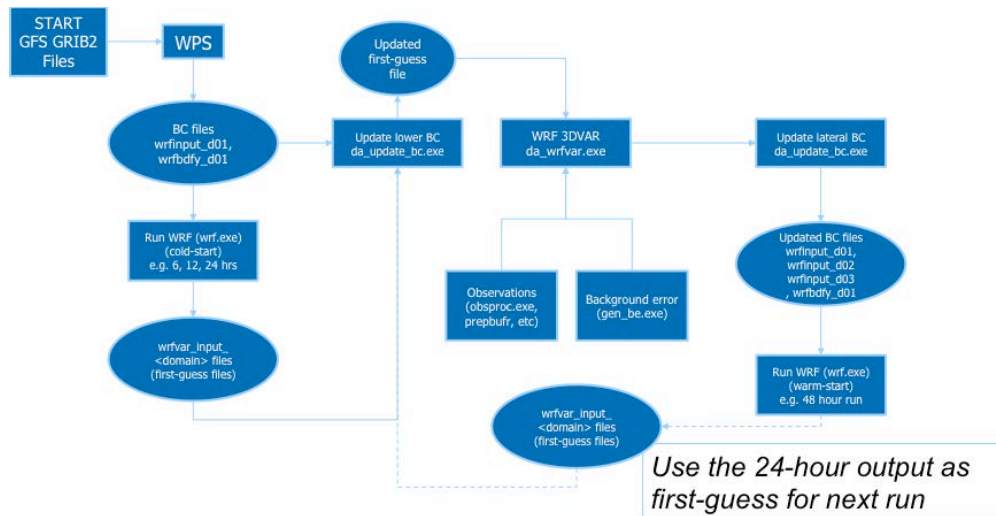 START
GFS GRIB2
Files
WPS
Updated
first-guess
file
BC files
wrfinput_d01,
wrfbdfy_d01
Update lower BC
da_update_bc.exe
WRF 3DVAR
da_wrfvar.exe
Update lateral BC
da_update_bc.exe
Run WRF (wrf.exe)
(cold-start)
e.g. 6, 12, 24 hrs
Observations
(obsproc.exe,
prepbufr, etc)
Background error
(gen_be.exe)
Updated BC files
wrfinput_d01,
wrfinput_d02
wrfinput_d03
, wrfbdfy_d01
wrfvar_input_
<domain> files
(first-guess files)
Run WRF (wrf.exe)
(warm-start)
e.g. 48 hour run
wrfvar_input_
<domain> files
(first-guess files)
Use the 24-hour output as
first-guess for next run